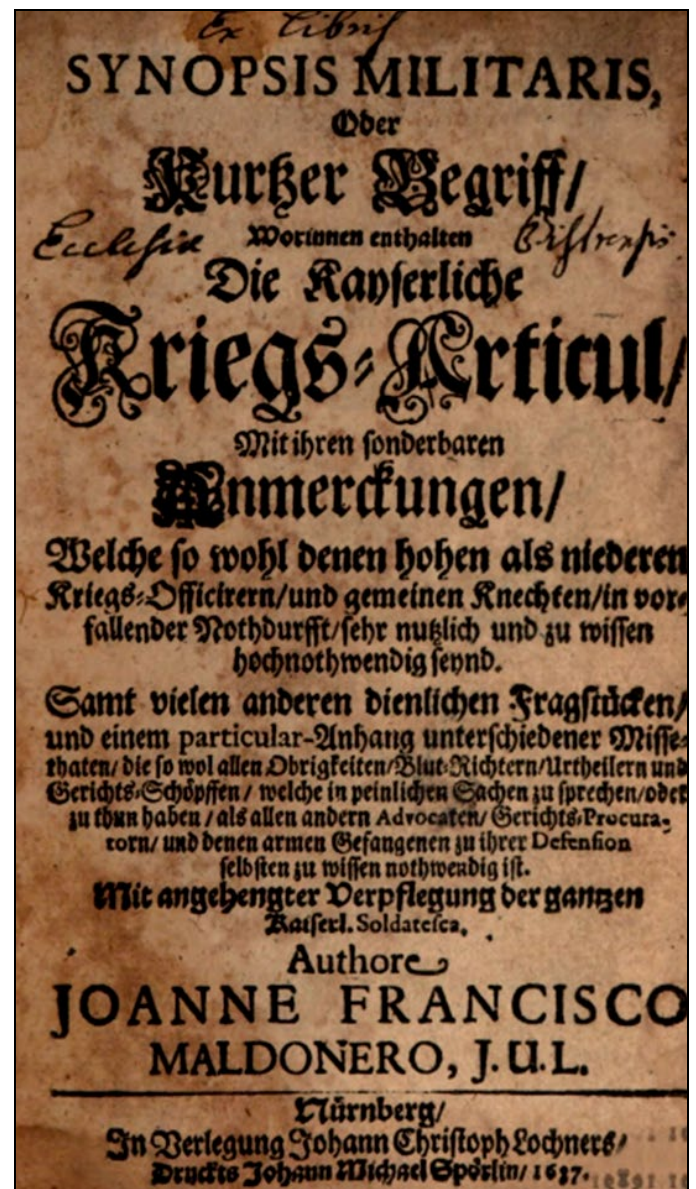 Ex Libris
SYNOPSIS MILITARIS,
Oder
Kurtzer Begriff/
Ecclesiæ Worinnen enthalten
Die Kayserliche
Kriegs-Articul/
Mit ihren sonderbaren
Anmerckungen/
Welche so wohl denen hohen als niederen
Kriegs-Officirern/und gemeinen Knechten/in vor-
fallender Nothdurfft/sehr nutzlich und zu wissen
hochnothwendig seynd.
Samt vielen anderen dienlichen Fragstücken/
und einem particular-Anhang unterschiedener Misse-
thaten/ die so wol allen Obrigkeiten/Blut-Richtern/Urtheilern und
Gerichts-Schöpffen / welche in peinlichen Sachen zu sprechen/oder
zu thun haben / als allen andern Advocaten/ Gerichts-Procura-
torn/ und denen armen Gefangenen zu ihrer Defension
selbsten zu wissen nothwendig ist.
Mit angehengter Verpflegung der gantzen
Kaiserl. Soldatesca.
Authore
JOANNE FRANCISCO
MALDONERO, J. U. L.
Nürnberg/
In Verlegung Johann Christoph Lochners/
Druckts Johann Michael Spörlin/